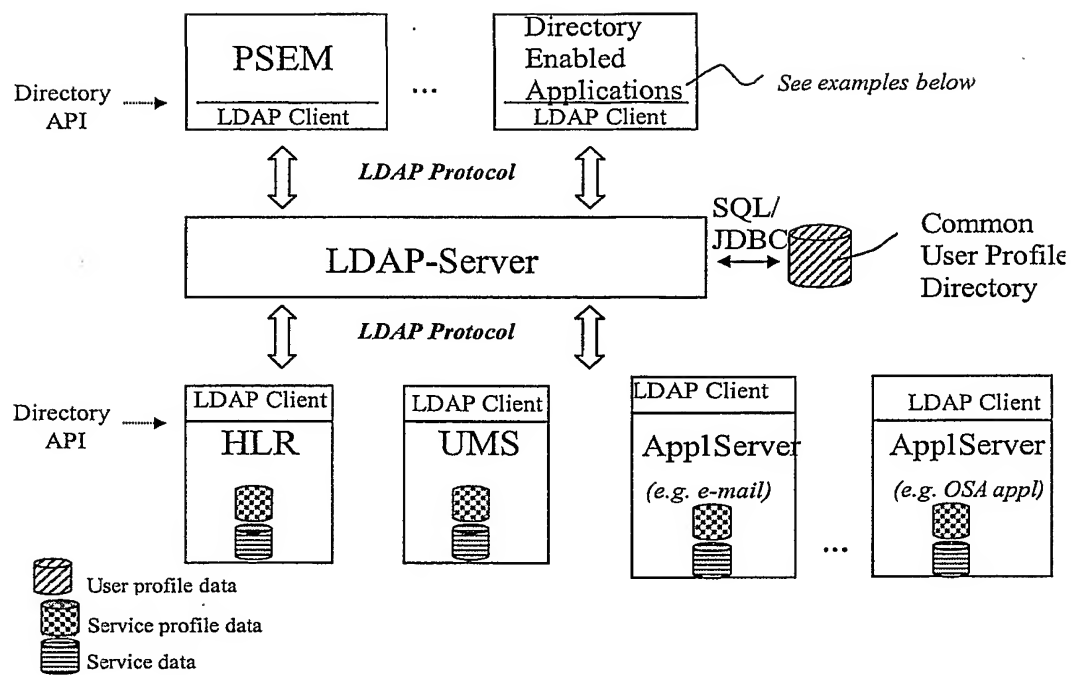 PSEM
LDAP Client
...
Directory
Enabled
Applications
LDAP Client
See examples below
Directory
API
LDAP Protocol
LDAP-Server
SQL/
JDBC
Common
User Profile
Directory
LDAP Protocol
Directory
API
LDAP Client
HLR
LDAP Client
UMS
LDAP Client
ApplServer
(e.g. e-mail)
...
LDAP Client
ApplServer
(e.g. OSA appl)
User profile data
Service profile data
Service data